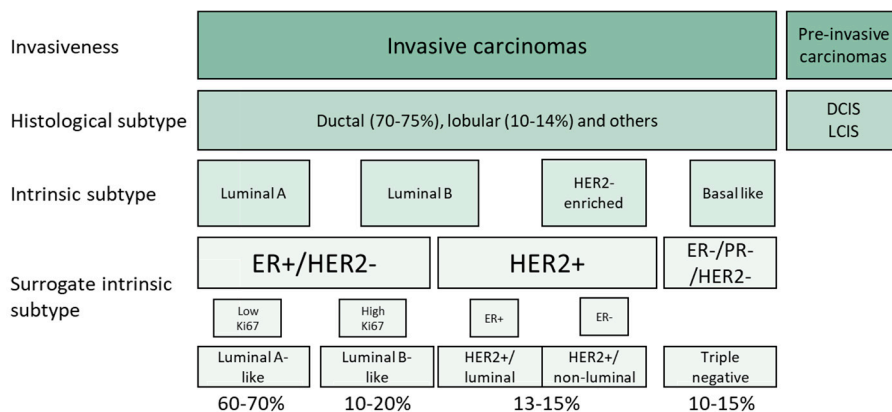 Invasiveness
Invasive carcinomas
Pre-invasive
carcinomas
Histological subtype
Ductal (70-75%), lobular (10-14%) and others
DCIS
LCIS
Intrinsic subtype
Luminal A
Luminal B
HER2-
enriched
Basal like
Surrogate intrinsic
subtype
ER+/HER2-
HER2+
ER-/PR-
/HER2-
Low
Ki67
High
Ki67
ER+
ER-
Luminal A-
like
Luminal B-
like
HER2+/
luminal
HER2+/
non-luminal
Triple
negative
60-70%
10-20%
13-15%
10-15%